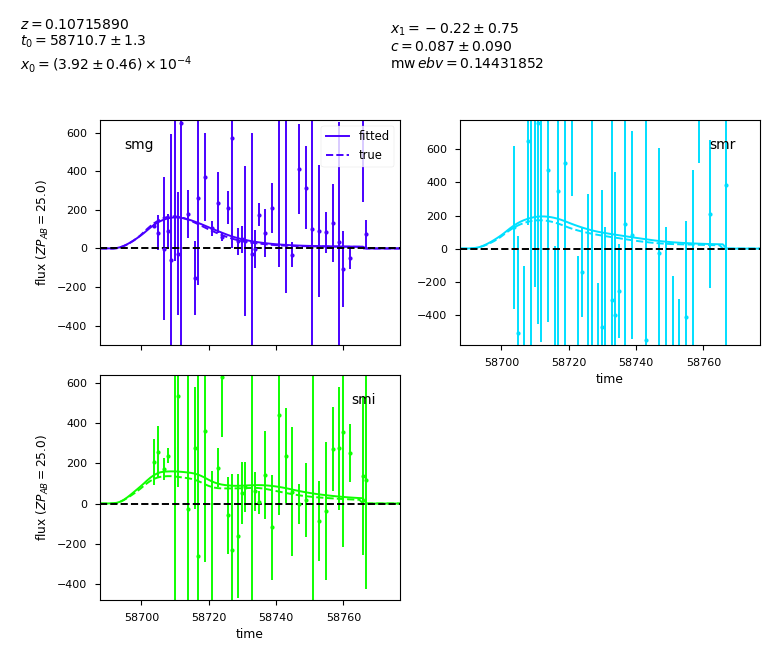 z = 0.10715890
t₀ = 58710.7 ± 1.3
x₀ = (3.92 ± 0.46) × 10⁻⁴
x₁ = −0.22 ± 0.75
c = 0.087 ± 0.090
mw ebv = 0.14431852
smg
fitted
true
600
400
200
0
−200
−400
flux (ZP_AB = 25.0)
smr
600
400
200
0
−200
−400
58700 58720 58740 58760
time
smi
600
400
200
0
−200
−400
flux (ZP_AB = 25.0)
58700 58720 58740 58760
time